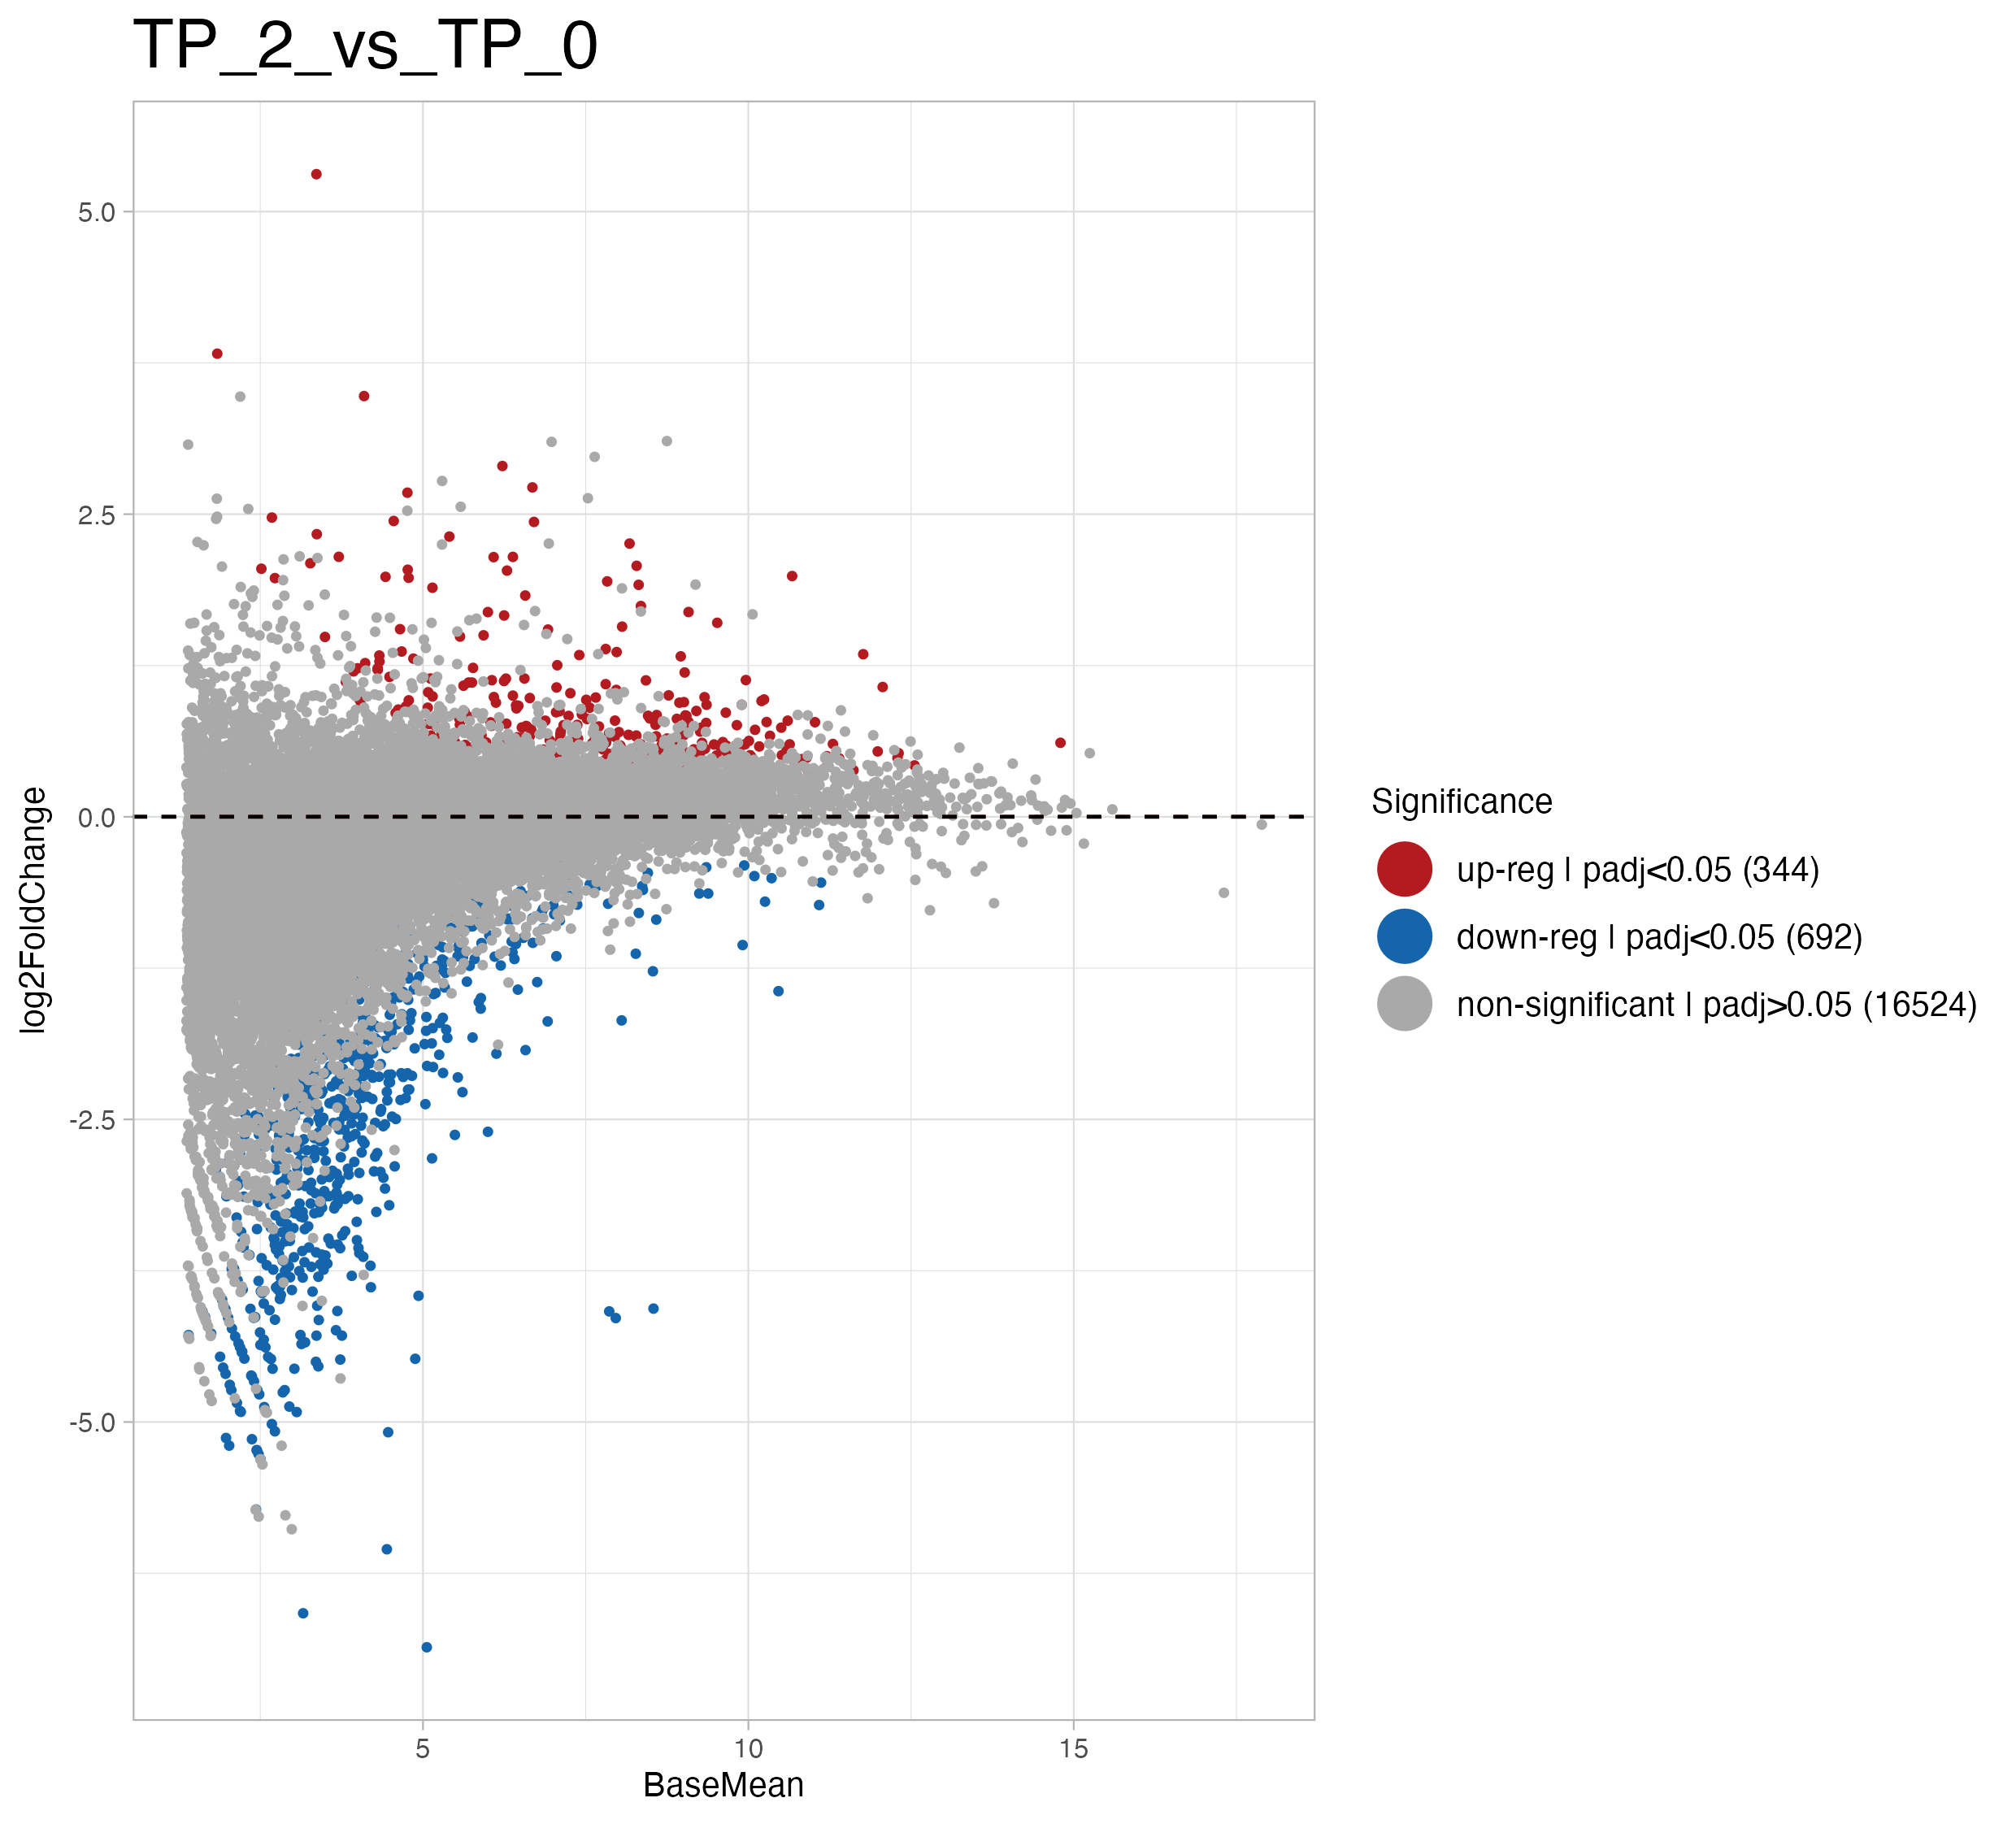 TP_2_vs_TP_0
5.0
2.5
0.0
-2.5
-5.0
log2FoldChange
5
10
15
BaseMean
Significance
up-reg | padj<0.05 (344)
down-reg | padj<0.05 (692)
non-significant | padj>0.05 (16524)